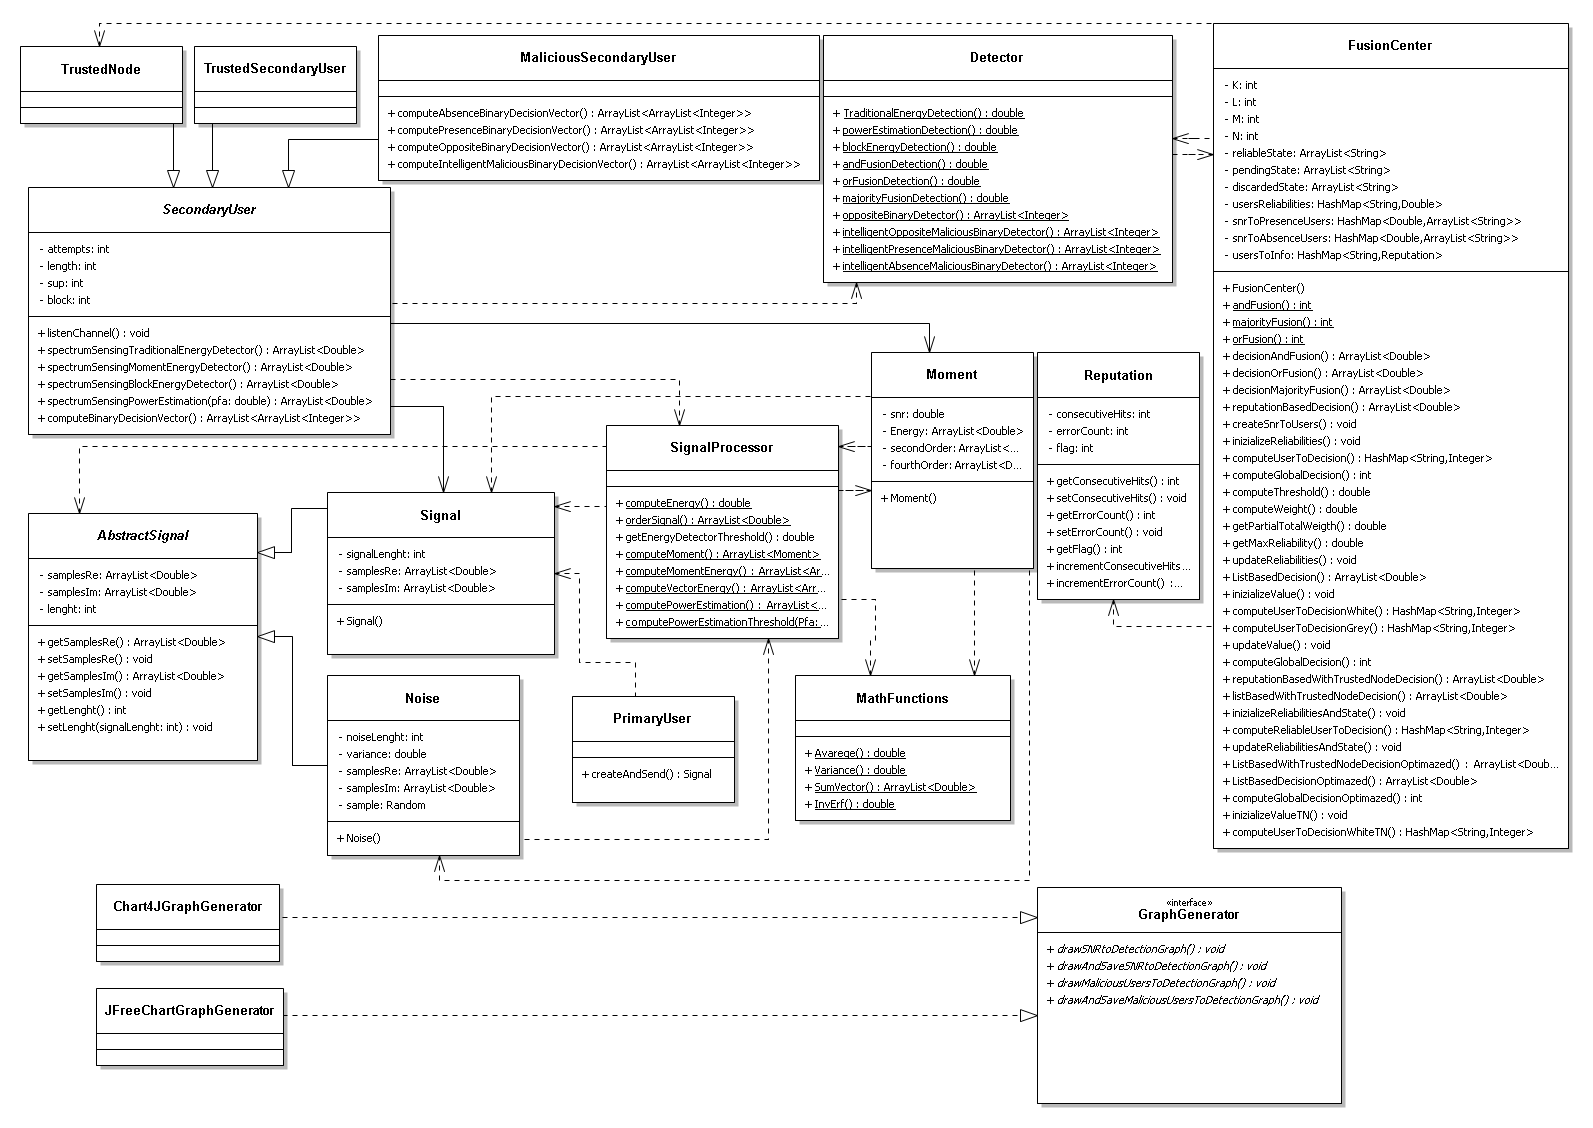 TrustedNode
TrustedSecondaryUser
MaliciousSecondaryUser
+ computeAbsenceBinaryDecisionVector() : ArrayList<ArrayList<Integer>>
+ computePresenceBinaryDecisionVector() : ArrayList<ArrayList<Integer>>
+ computeOppositeBinaryDecisionVector() : ArrayList<ArrayList<Integer>>
+ computeIntelligentMaliciousBinaryDecisionVector() : ArrayList<ArrayList<Integer>>
Detector
+ TraditionalEnergyDetection() : double
+ powerEstimationDetection() : double
+ blockEnergyDetection() : double
+ andFusionDetection() : double
+ orFusionDetection() : double
+ majorityFusionDetection() : double
+ oppositeBinaryDetector() : ArrayList<Integer>
+ intelligentOppositeMaliciousBinaryDetector() : ArrayList<Integer>
+ intelligentPresenceMaliciousBinaryDetector() : ArrayList<Integer>
+ intelligentAbsenceMaliciousBinaryDetector() : ArrayList<Integer>
FusionCenter
- K: int
- L: int
- M: int
- N: int
- reliableState: ArrayList<String>
- pendingState: ArrayList<String>
- discardedState: ArrayList<String>
- usersReliabilities: HashMap<String,Double>
- snrToPresenceUsers: HashMap<Double,ArrayList<String>>
- snrToAbsenceUsers: HashMap<Double,ArrayList<String>>
- usersToInfo: HashMap<String,Reputation>
+ FusionCenter()
+ andFusion() : int
+ majorityFusion() : int
+ orFusion() : int
+ decisionAndFusion() : ArrayList<Double>
+ decisionOrFusion() : ArrayList<Double>
+ decisionMajorityFusion() : ArrayList<Double>
+ reputationBasedDecision() : ArrayList<Double>
+ createSnrToUsers() : void
+ inizializeReliabilities() : void
+ computeUserToDecision() : HashMap<String,Integer>
+ computeGlobalDecision() : int
+ computeThreshold() : double
+ computeWeight() : double
+ getPartialTotalWeigth() : double
+ getMaxReliability() : double
+ updateReliabilities() : void
+ ListBasedDecision() : ArrayList<Double>
+ inizializeValue() : void
+ computeUserToDecisionWhite() : HashMap<String,Integer>
+ computeUserToDecisionGrey() : HashMap<String,Integer>
+ updateValue() : void
+ computeGlobalDecision() : int
+ reputationBasedWithTrustedNodeDecision() : ArrayList<Double>
+ listBasedWithTrustedNodeDecision() : ArrayList<Double>
+ inizializeReliabilitiesAndState() : void
+ computeReliableUserToDecision() : HashMap<String,Integer>
+ updateReliabilitiesAndState() : void
+ ListBasedWithTrustedNodeDecisionOptimazed() : ArrayList<Doub...
+ ListBasedDecisionOptimazed() : ArrayList<Double>
+ computeGlobalDecisionOptimazed() : int
+ inizializeValueTN() : void
+ computeUserToDecisionWhiteTN() : HashMap<String,Integer>
SecondaryUser
- attempts: int
- length: int
- sup: int
- block: int
+ listenChannel() : void
+ spectrumSensingTraditionalEnergyDetector() : ArrayList<Double>
+ spectrumSensingMomentEnergyDetector() : ArrayList<Double>
+ spectrumSensingBlockEnergyDetector() : ArrayList<Double>
+ spectrumSensingPowerEstimation(pfa: double) : ArrayList<Double>
+ computeBinaryDecisionVector() : ArrayList<ArrayList<Integer>>
Moment
- snr: double
- Energy: ArrayList<Double>
- secondOrder: ArrayList<...
- fourthOrder: ArrayList<D...
+ Moment()
Reputation
- consecutiveHits: int
- errorCount: int
- flag: int
+ getConsecutiveHits() : int
+ setConsecutiveHits() : void
+ getErrorCount() : int
+ setErrorCount() : void
+ getFlag() : int
+ incrementConsecutiveHits...
+ incrementErrorCount() :...
SignalProcessor
+ computeEnergy() : double
+ orderSignal() : ArrayList<Double>
+ getEnergyDetectorThreshold() : double
+ computeMoment() : ArrayList<Moment>
+ computeMomentEnergy() : ArrayList<Ar...
+ computeVectorEnergy() : ArrayList<Arr...
+ computePowerEstimation() : ArrayList<...
+ computePowerEstimationThreshold(Pfa:...
Signal
- signalLenght: int
- samplesRe: ArrayList<Double>
- samplesIm: ArrayList<Double>
+ Signal()
AbstractSignal
- samplesRe: ArrayList<Double>
- samplesIm: ArrayList<Double>
- lenght: int
+ getSamplesRe() : ArrayList<Double>
+ setSamplesRe() : void
+ getSamplesIm() : ArrayList<Double>
+ setSamplesIm() : void
+ getLenght() : int
+ setLenght(signalLenght: int) : void
Noise
- noiseLenght: int
- variance: double
- samplesRe: ArrayList<Double>
- samplesIm: ArrayList<Double>
- sample: Random
+ Noise()
PrimaryUser
+ createAndSend() : Signal
MathFunctions
+ Avarege() : double
+ Variance() : double
+ SumVector() : ArrayList<Double>
+ InvErf() : double
Chart4JGraphGenerator
JFreeChartGraphGenerator
«interface»
GraphGenerator
+ drawSNRtoDetectionGraph() : void
+ drawAndSaveSNRtoDetectionGraph() : void
+ drawMaliciousUsersToDetectionGraph() : void
+ drawAndSaveMaliciousUsersToDetectionGraph() : void